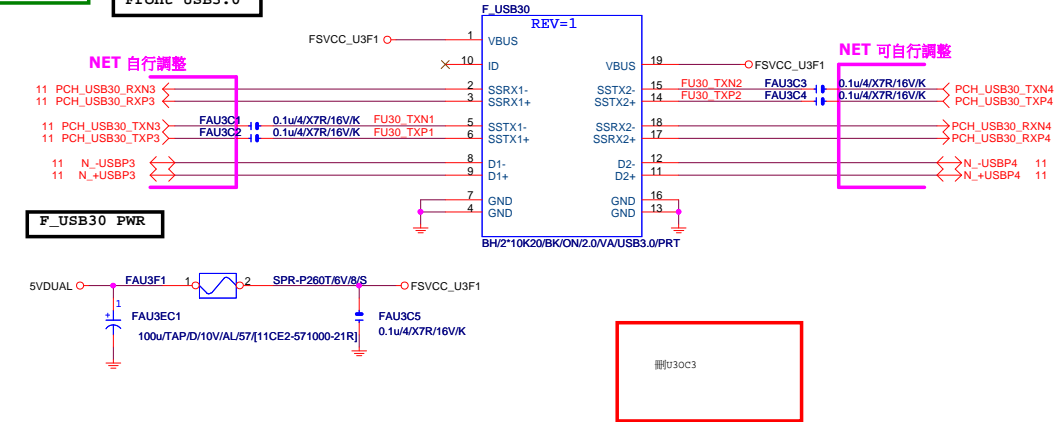 Front USB3.0
F_USB30
REV=1
FSVCC_U3F1
1
VBUS
NET 自行調整
10
ID
VBUS
19
FSVCC_U3F1
NET 可自行調整
11 PCH_USB30_RXN3
2
SSRX1-
SSTX2-
15
FU30_TXN2
FAU3C3
0.1u/4/X7R/16V/K
PCH_USB30_TXN4
11 PCH_USB30_RXP3
3
SSRX1+
SSTX2+
14
FU30_TXP2
FAU3C4
0.1u/4/X7R/16V/K
PCH_USB30_TXP4
11 PCH_USB30_TXN3
FAU3C1
0.1u/4/X7R/16V/K
FU30_TXN1
5
SSTX1-
SSRX2-
18
PCH_USB30_RXN4
11 PCH_USB30_TXP3
FAU3C2
0.1u/4/X7R/16V/K
FU30_TXP1
6
SSTX1+
SSRX2+
17
PCH_USB30_RXP4
11 N_-USBP3
8
D1-
D2-
12
N_-USBP4 11
11 N_+USBP3
9
D1+
D2+
11
N_+USBP4 11
7
GND
GND
16
4
GND
GND
13
BH/2*10K20/BK/ON/2.0/VA/USB3.0/PRT
F_USB30 PWR
5VDUAL
FAU3F1
1
2
SPR-P260T/6V/8/S
FSVCC_U3F1
1
+
FAU3EC1
100u/TAP/D/10V/AL/57/[11CE2-571000-21R]
FAU3C5
0.1u/4/X7R/16V/K
刪U3OC3